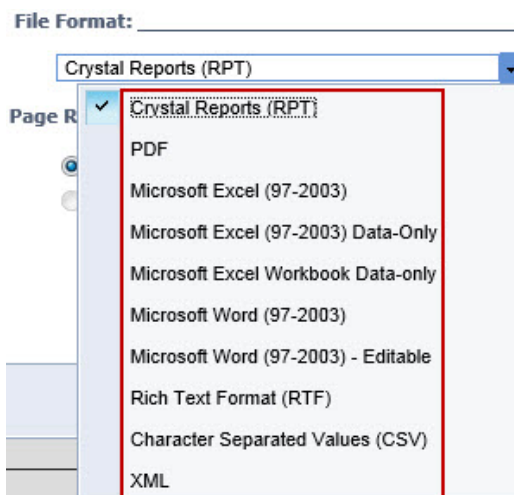 File Format:
Crystal Reports (RPT)
Page R
Crystal Reports (RPT)
PDF
Microsoft Excel (97-2003)
Microsoft Excel (97-2003) Data-Only
Microsoft Excel Workbook Data-only
Microsoft Word (97-2003)
Microsoft Word (97-2003) - Editable
Rich Text Format (RTF)
Character Separated Values (CSV)
XML